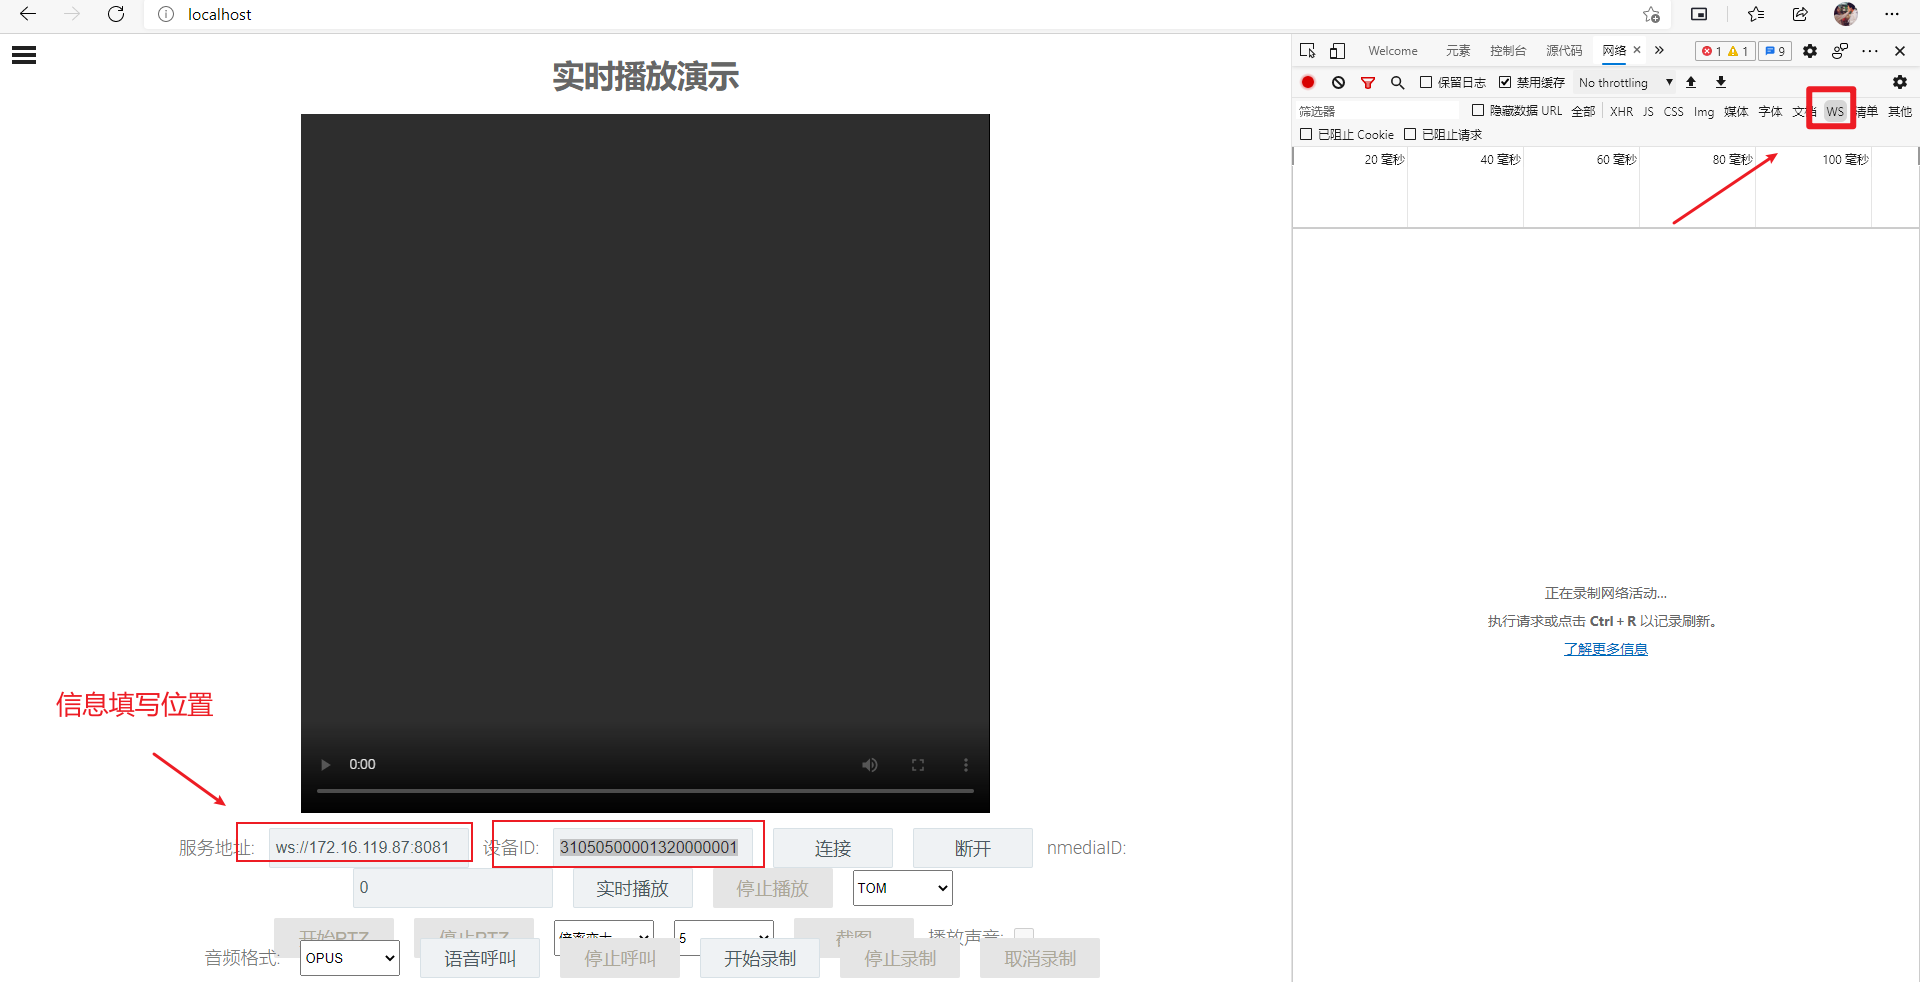 localhost
实时播放演示
0:00
信息填写位置
服务地址: ws://172.16.119.87:8081 设备ID: 31050500001320000001 连接 断开 nmediaID:
0 实时播放 停止播放 TOM
开始PTZ 停止PTZ 倍率变大 5 截图 播放声音:
音频格式: OPUS 语音呼叫 停止呼叫 开始录制 停止录制 取消录制
Welcome 元素 控制台 源代码 网络 1 1 9
保留日志 禁用缓存 No throttling
筛选器 隐藏数据 URL 全部 XHR JS CSS Img 媒体 字体 文档 WS 清单 其他
已阻止 Cookie 已阻止请求
20 毫秒 40 毫秒 60 毫秒 80 毫秒 100 毫秒
正在录制网络活动...
执行请求或点击 Ctrl + R 以记录刷新。
了解更多信息